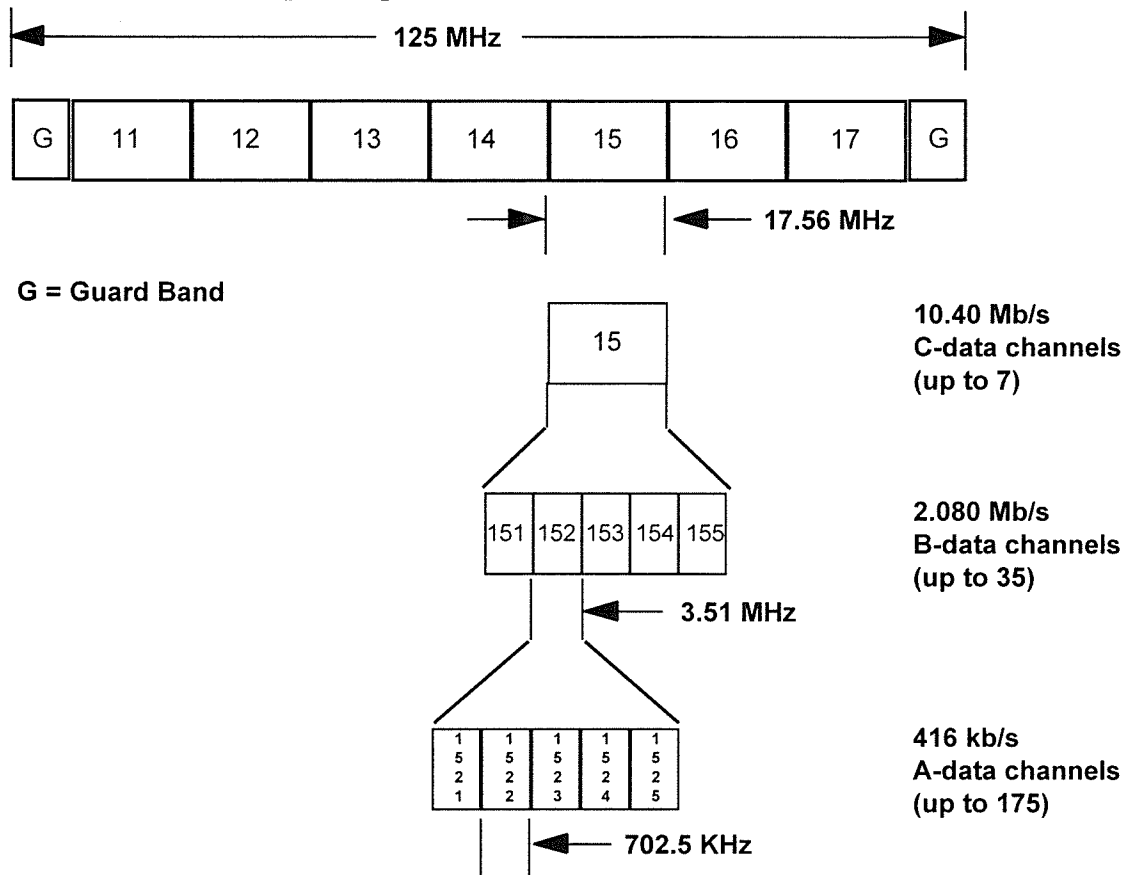 125 MHz
G 11 12 13 14 15 16 17 G
17.56 MHz
G = Guard Band
15
10.40 Mb/s
C-data channels
(up to 7)
151 152 153 154 155
2.080 Mb/s
B-data channels
(up to 35)
3.51 MHz
1521 1522 1523 1524 1525
416 kb/s
A-data channels
(up to 175)
702.5 KHz